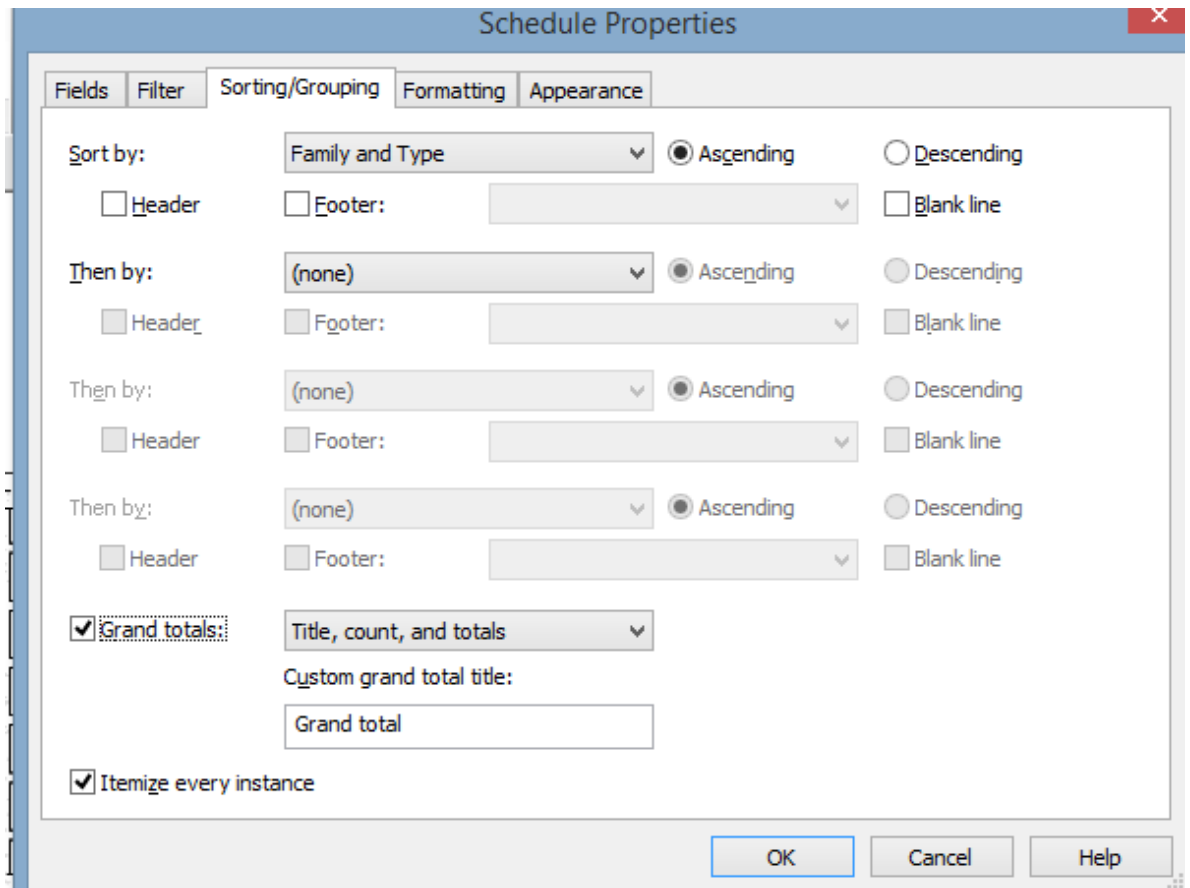 Schedule Properties
Fields Filter Sorting/Grouping Formatting Appearance
Sort by: Family and Type Ascending Descending
Header Footer: Blank line
Then by: (none) Ascending Descending
Header Footer: Blank line
Then by: (none) Ascending Descending
Header Footer: Blank line
Then by: (none) Ascending Descending
Header Footer: Blank line
Grand totals: Title, count, and totals
Custom grand total title:
Grand total
Itemize every instance
OK Cancel Help